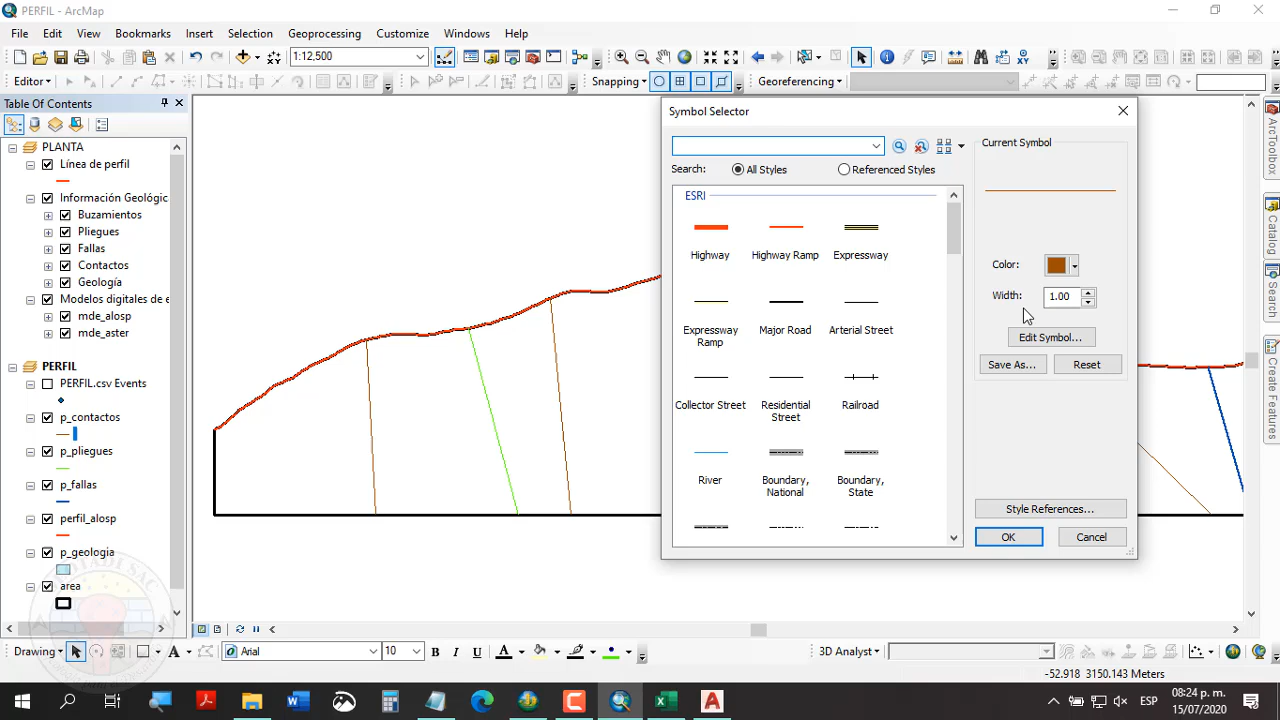 PERFIL - ArcMap
File Edit View Bookmarks Insert Selection Geoprocessing Customize Windows Help
1:12,500
Editor Snapping Georeferencing
Table Of Contents
PLANTA
Línea de perfil
Información Geológic
Buzamientos
Pliegues
Fallas
Contactos
Geología
Modelos digitales de e
mde_alosp
mde_aster
PERFIL
PERFIL.csv Events
p_contactos
p_pliegues
p_fallas
perfil_alosp
p_geologia
area
Symbol Selector
Search: All Styles Referenced Styles
ESRI
Highway Highway Ramp Expressway
Expressway Ramp Major Road Arterial Street
Collector Street Residential Street Railroad
River Boundary, National Boundary, State
Current Symbol
Color:
Width: 1.00
Edit Symbol...
Save As... Reset
Style References...
OK Cancel
ArcToolbox
Catalog
Search
Create Features
Drawing Arial 10 B I U A 3D Analyst
-52.918 3150.143 Meters
ESP
08:24 p. m.
15/07/2020